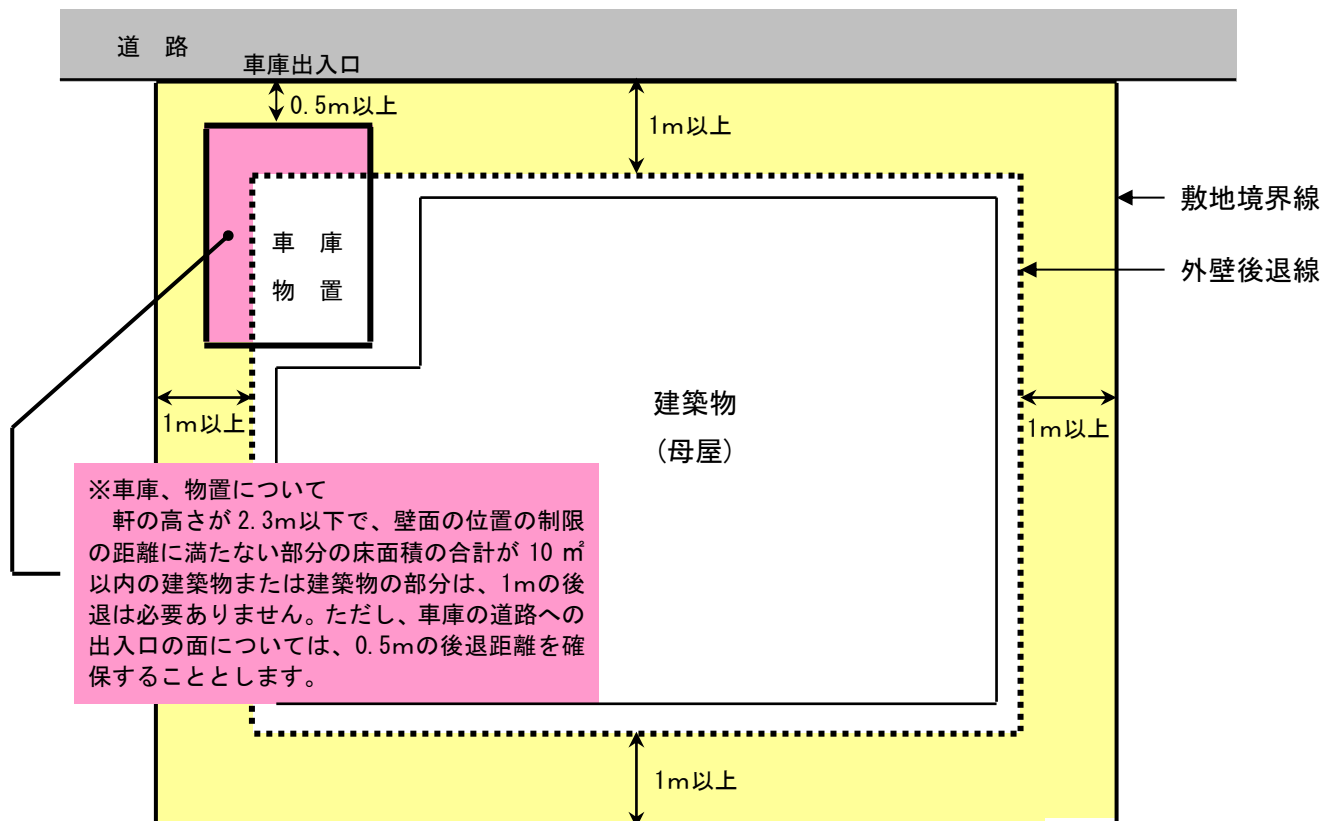 道 路
車庫出入口
0.5m以上
1m以上
敷地境界線
外壁後退線
車 庫
物 置
建築物
(母屋)
1m以上
1m以上
※車庫、物置について
　軒の高さが 2.3m以下で、壁面の位置の制限
の距離に満たない部分の床面積の合計が 10 ㎡
以内の建築物または建築物の部分は、1mの後
退は必要ありません。ただし、車庫の道路への
出入口の面については、0.5mの後退距離を確
保することとします。
1m以上